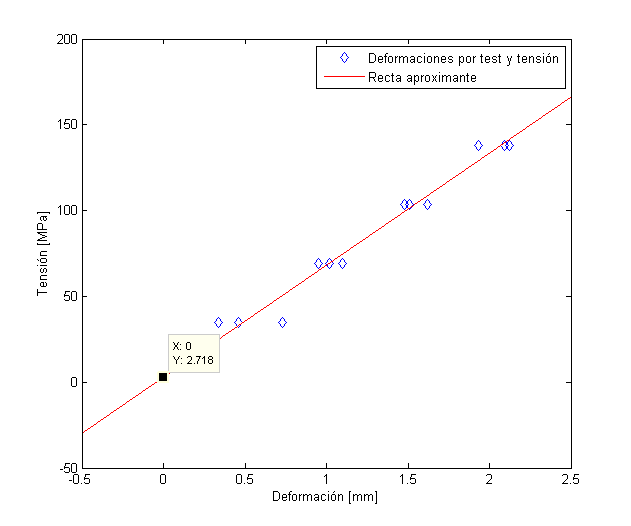 200
150
100
50
0
-50
Tensión [MPa]
Deformaciones por test y tensión
Recta aproximante
X: 0
Y: 2.718
-0.5
0
0.5
1
1.5
2
2.5
Deformación [mm]